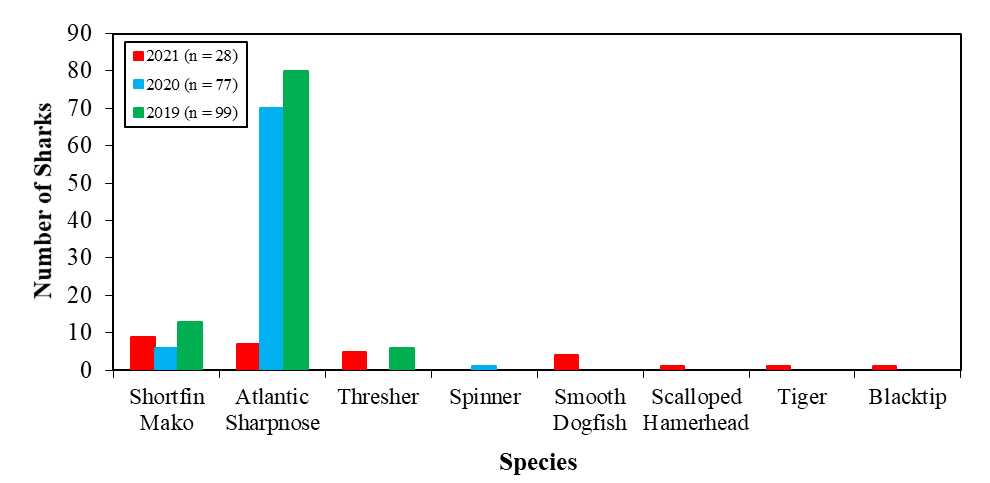 90
80
70
60
50
40
30
20
10
0
Number of Sharks
2021 (n = 28)
2020 (n = 77)
2019 (n = 99)
Shortfin Mako
Atlantic Sharpnose
Thresher
Spinner
Smooth Dogfish
Scalloped Hamerhead
Tiger
Blacktip
Species